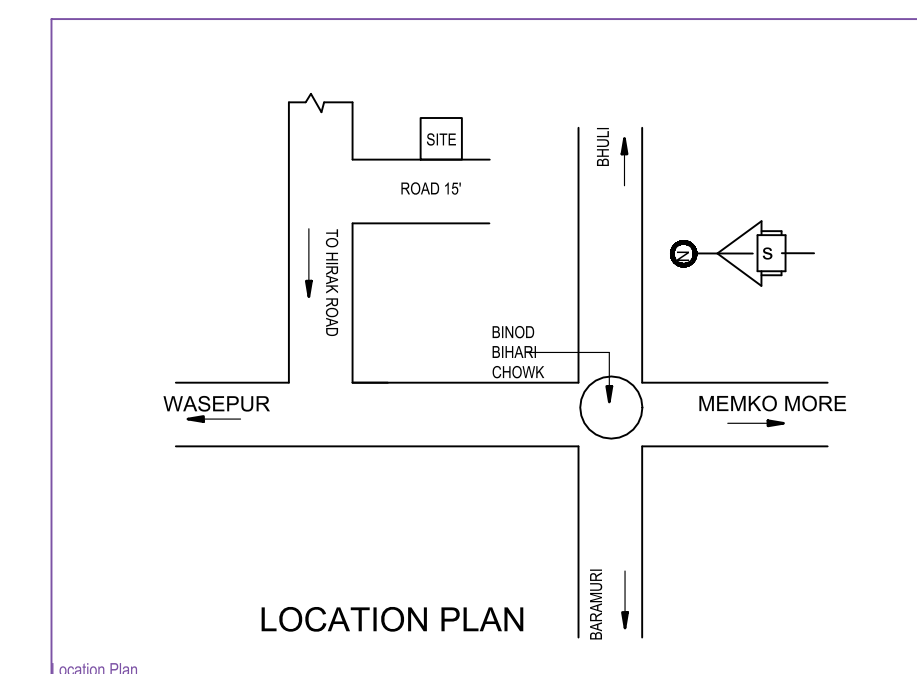 SITE
ROAD 15'
BHULI
TO HIRAK ROAD
N
S
BINOD
BIHARI
CHOWK
WASEPUR
MEMKO MORE
BARAMURI
LOCATION PLAN
Location Plan